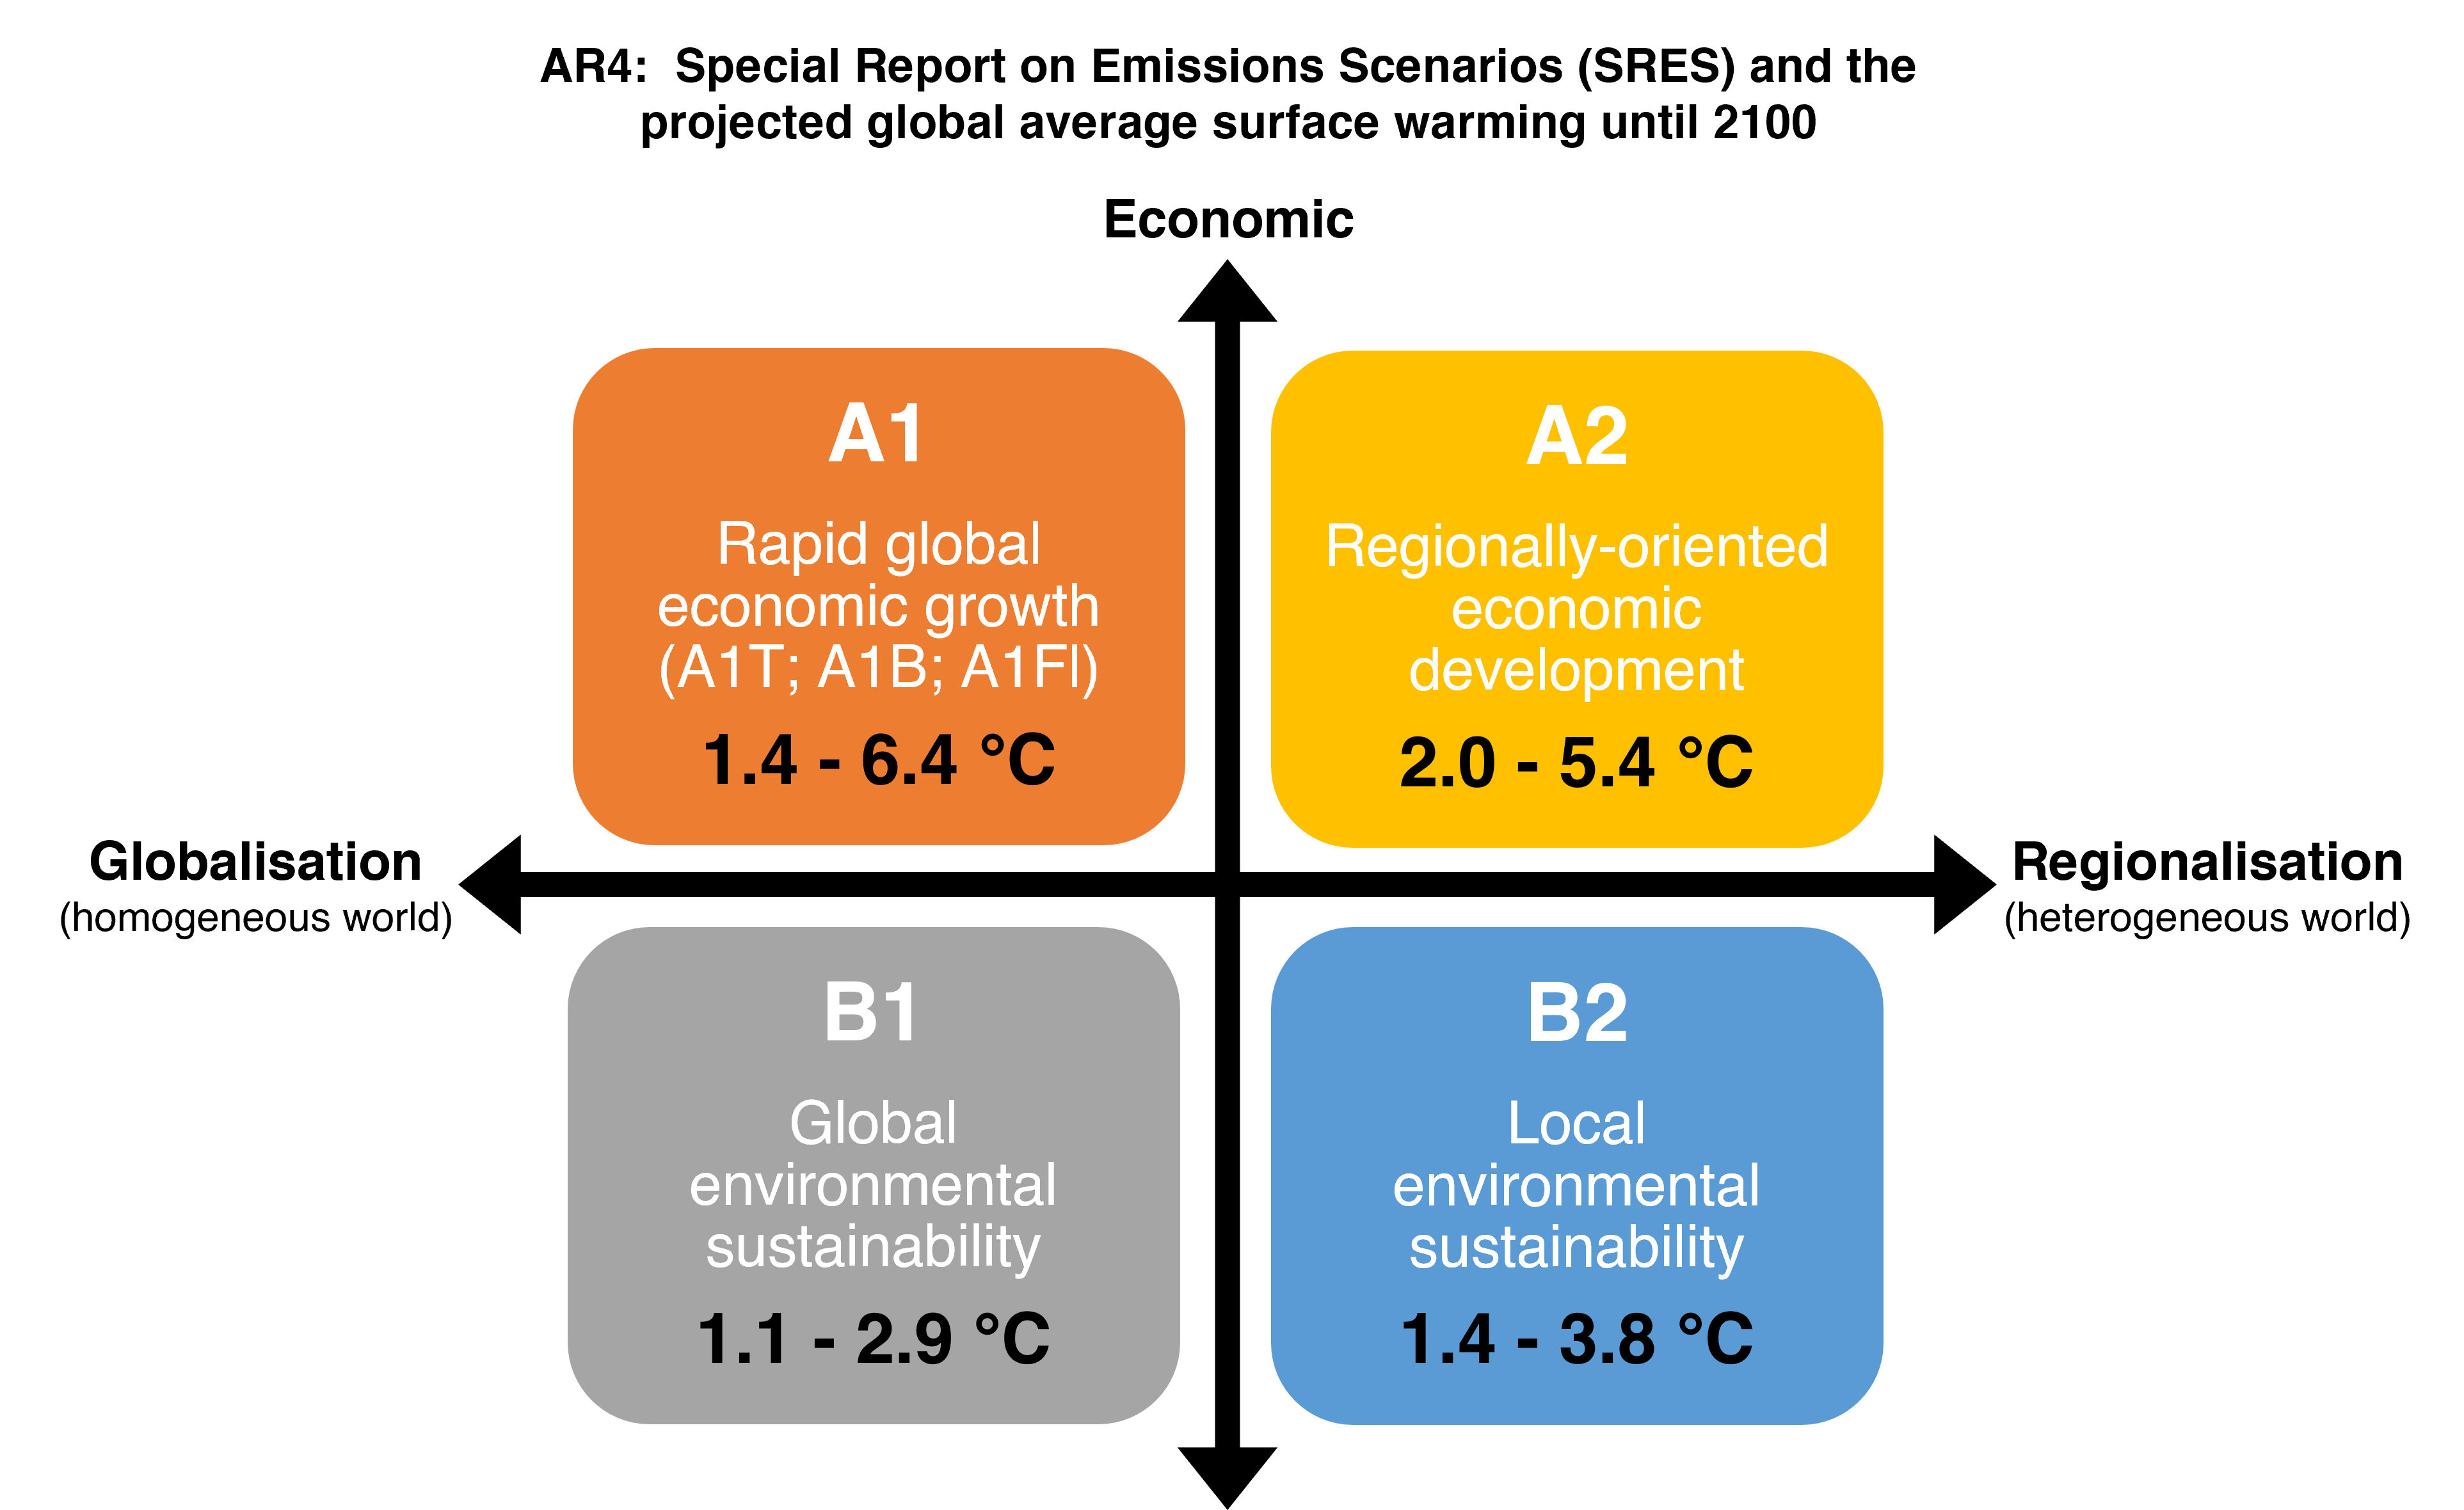 AR4:  Special Report on Emissions Scenarios (SRES) and the
projected global average surface warming until 2100
Economic
A1
Rapid global
economic growth
(A1T; A1B; A1FI)
1.4 - 6.4 °C
A2
Regionally-oriented
economic
development
2.0 - 5.4 °C
Globalisation
(homogeneous world)
Regionalisation
(heterogeneous world)
B1
Global
environmental
sustainability
1.1 - 2.9 °C
B2
Local
environmental
sustainability
1.4 - 3.8 °C